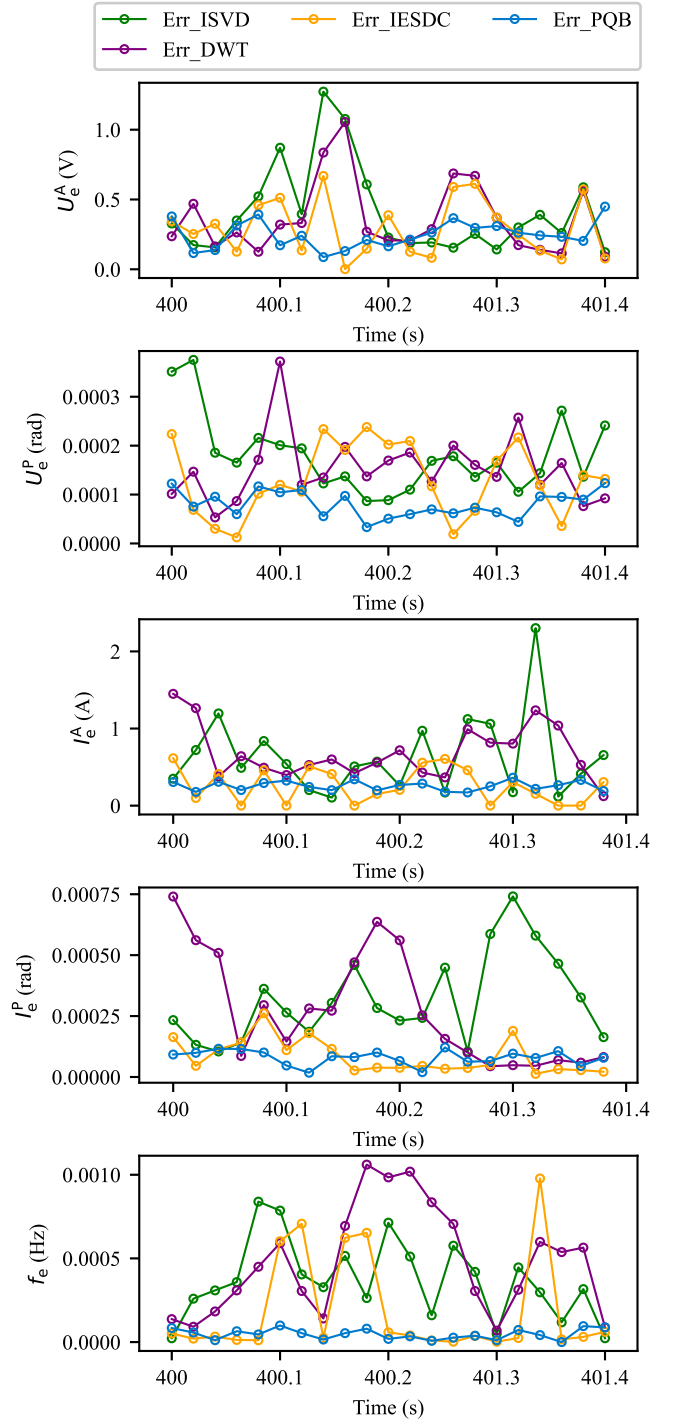 Err_ISVD Err_IESDC Err_PQB
Err_DWT
1.0
0.5
0.0
U_e^A (V)
400 400.1 400.2 401.3 401.4
Time (s)
0.0003
0.0002
0.0001
0.0000
U_e^P (rad)
400 400.1 400.2 401.3 401.4
Time (s)
2
1
0
I_e^A (A)
400 400.1 400.2 401.3 401.4
Time (s)
0.00075
0.00050
0.00025
0.00000
I_e^P (rad)
400 400.1 400.2 401.3 401.4
Time (s)
0.0010
0.0005
0.0000
f_e (Hz)
400 400.1 400.2 401.3 401.4
Time (s)